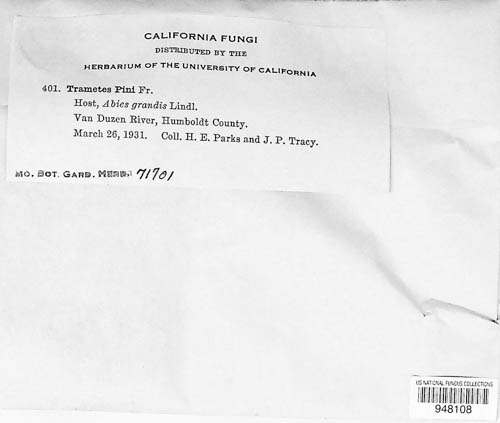 CALIFORNIA FUNGI
DISTRIBUTED BY THE
HERBARIUM OF THE UNIVERSITY OF CALIFORNIA
401. Trametes Pini Fr.
Host, Abies grandis Lindl.
Van Duzen River, Humboldt County.
March 26, 1931. Coll. H. E. Parks and J. P. Tracy.
MO. BOT. GARD. HERB. 71701
US NATIONAL FUNGUS COLLECTIONS
948108